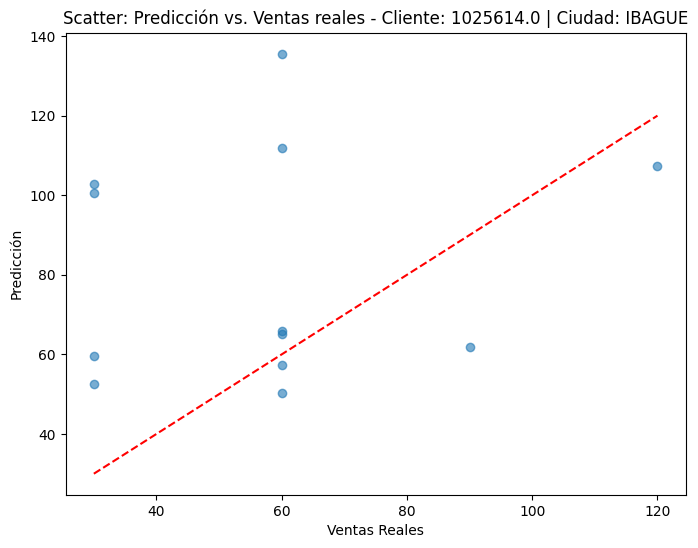 Scatter: Predicción vs. Ventas reales - Cliente: 1025614.0 | Ciudad: IBAGUE
140
120
100
80
60
40
Predicción
40 60 80 100 120
Ventas Reales